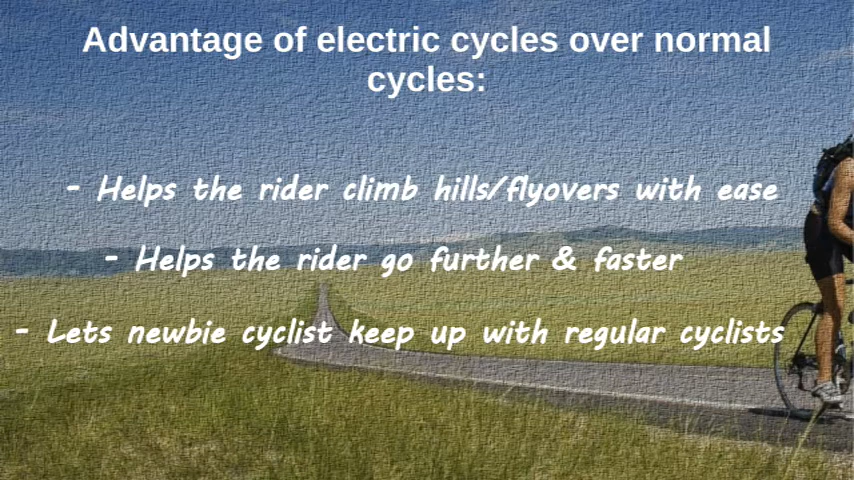 Advantage of electric cycles over normal
cycles:
- Helps the rider climb hills/flyovers with ease
- Helps the rider go further & faster
- Lets newbie cyclist keep up with regular cyclists